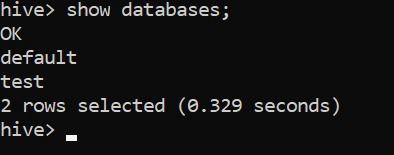 hive> show databases;
OK
default
test
2 rows selected (0.329 seconds)
hive>